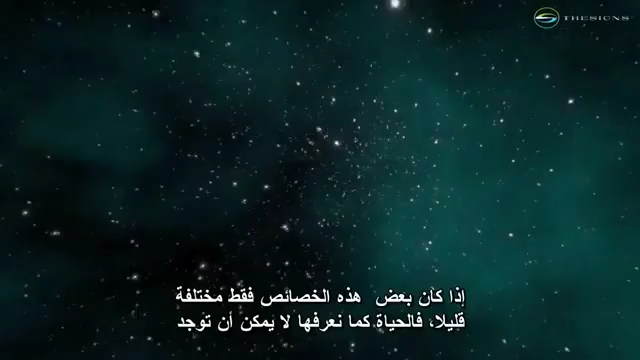 THESIGNS
إذا كان بعض هذه الخصائص فقط مختلفة
قليلا، فالحياة كما نعرفها لا يمكن أن توجد